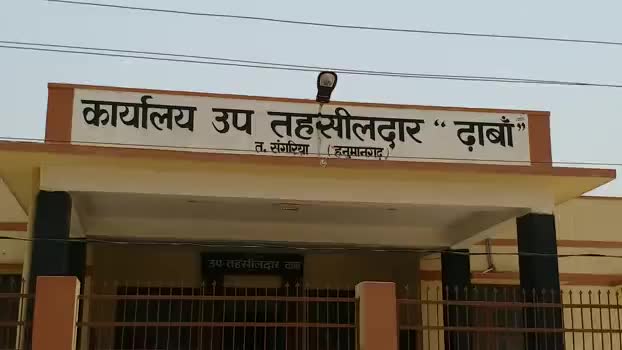 कार्यालय उप तहसीलदार "ढ़ाबाँ"
त. संगरिया (हनुमानगढ़)
उप तहसीलदार ढाबां